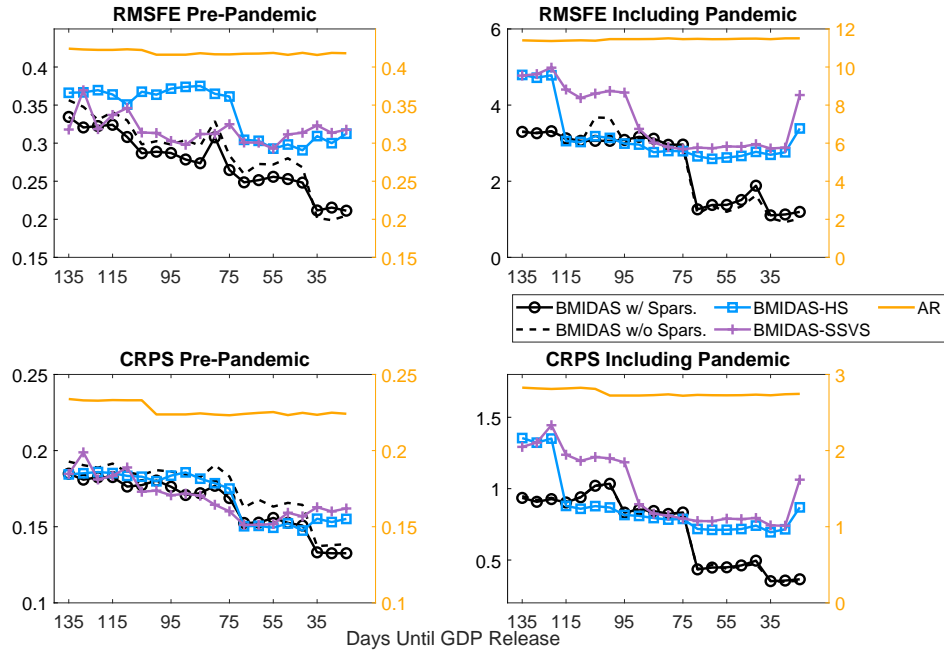 RMSFE Pre-Pandemic
0.4 0.4
0.35 0.35
0.3 0.3
0.25 0.25
0.2 0.2
0.15 0.15
135 115 95 75 55 35
RMSFE Including Pandemic
6 12
10
4 8
6
2 4
2
0 0
135 115 95 75 55 35
BMIDAS w/ Spars. BMIDAS-HS AR
BMIDAS w/o Spars. BMIDAS-SSVS
CRPS Pre-Pandemic
0.25 0.25
0.2 0.2
0.15 0.15
0.1 0.1
135 115 95 75 55 35
CRPS Including Pandemic
3
1.5
2
1
1
0.5
0
135 115 95 75 55 35
Days Until GDP Release